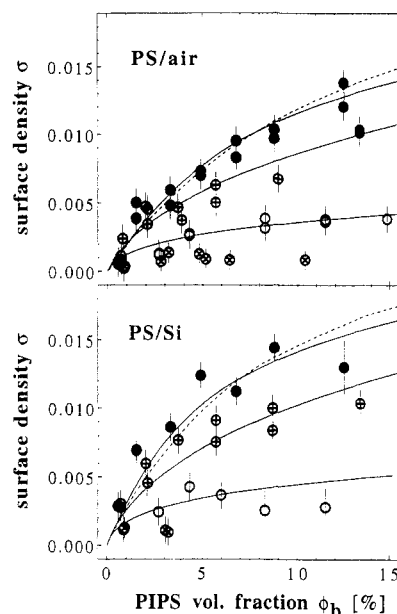 PS/air
surface density σ
0.015
0.010
0.005
0.000
PS/Si
surface density σ
0.015
0.010
0.005
0.000
0 5 10 15
PIPS vol. fraction ϕb [%]